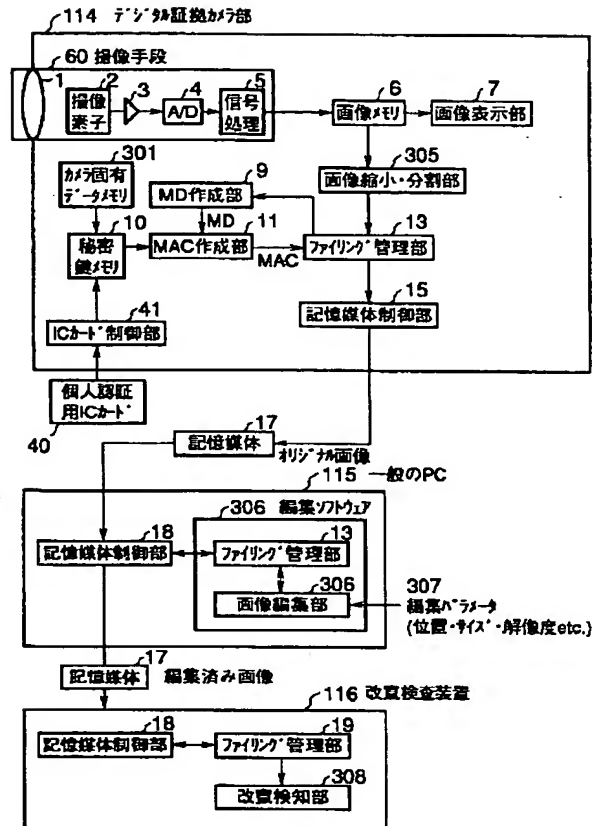 114 デジタル証拠カメラ部
60 撮像手段
1
2
3
4
5
撮像
素子
A/D
信号
処理
6
画像メモリ
7
画像表示部
301
カメラ固有
データメモリ
305
画像縮小・分割部
9
MD作成部
MD
10
秘密
鍵メモリ
11
MAC作成部
MAC
13
ファイリング管理部
15
記憶媒体制御部
41
ICカード制御部
個人認証
用ICカード
40
17
記憶媒体
オリジナル画像
115 一般のPC
306 編集ソフトウェア
18
記憶媒体制御部
13
ファイリング管理部
306
画像編集部
307
編集パラメータ
(位置・サイズ・解像度etc.)
17
記憶媒体
編集済み画像
116 改竄検査装置
18
記憶媒体制御部
19
ファイリング管理部
308
改竄検知部